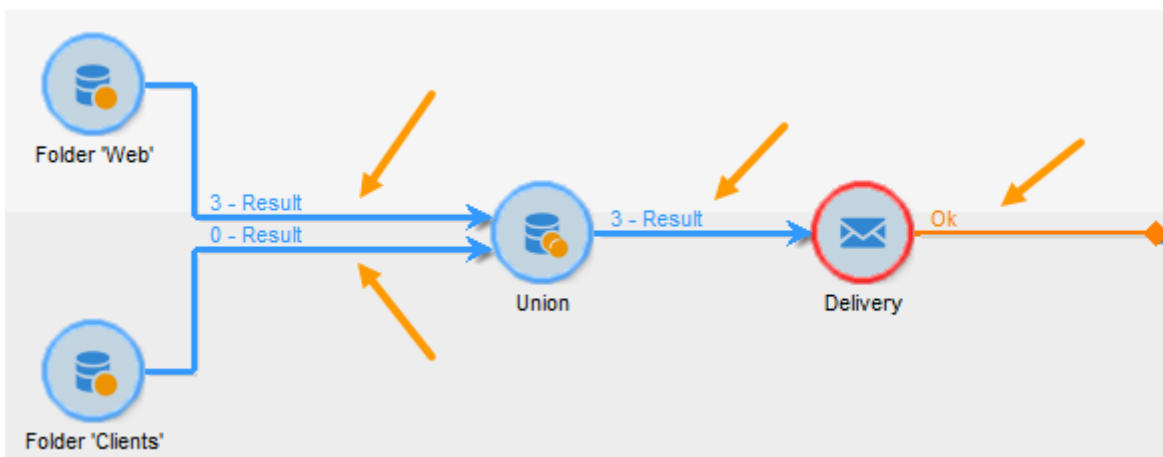 Folder 'Web'
3 - Result
0 - Result
3 - Result
Ok
Union
Delivery
Folder 'Clients'